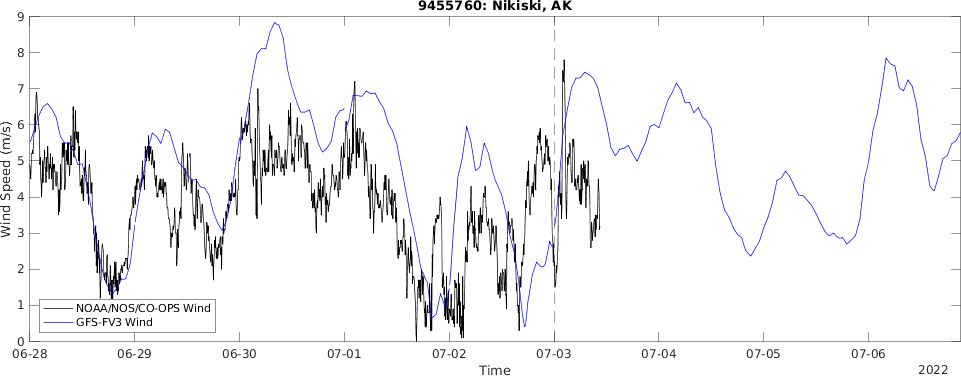 9455760: Nikiski, AK
Wind Speed (m/s)
9
8
7
6
5
4
3
2
1
0
NOAA/NOS/CO-OPS Wind
GFS-FV3 Wind
06-28 06-29 06-30 07-01 07-02 07-03 07-04 07-05 07-06
Time
2022